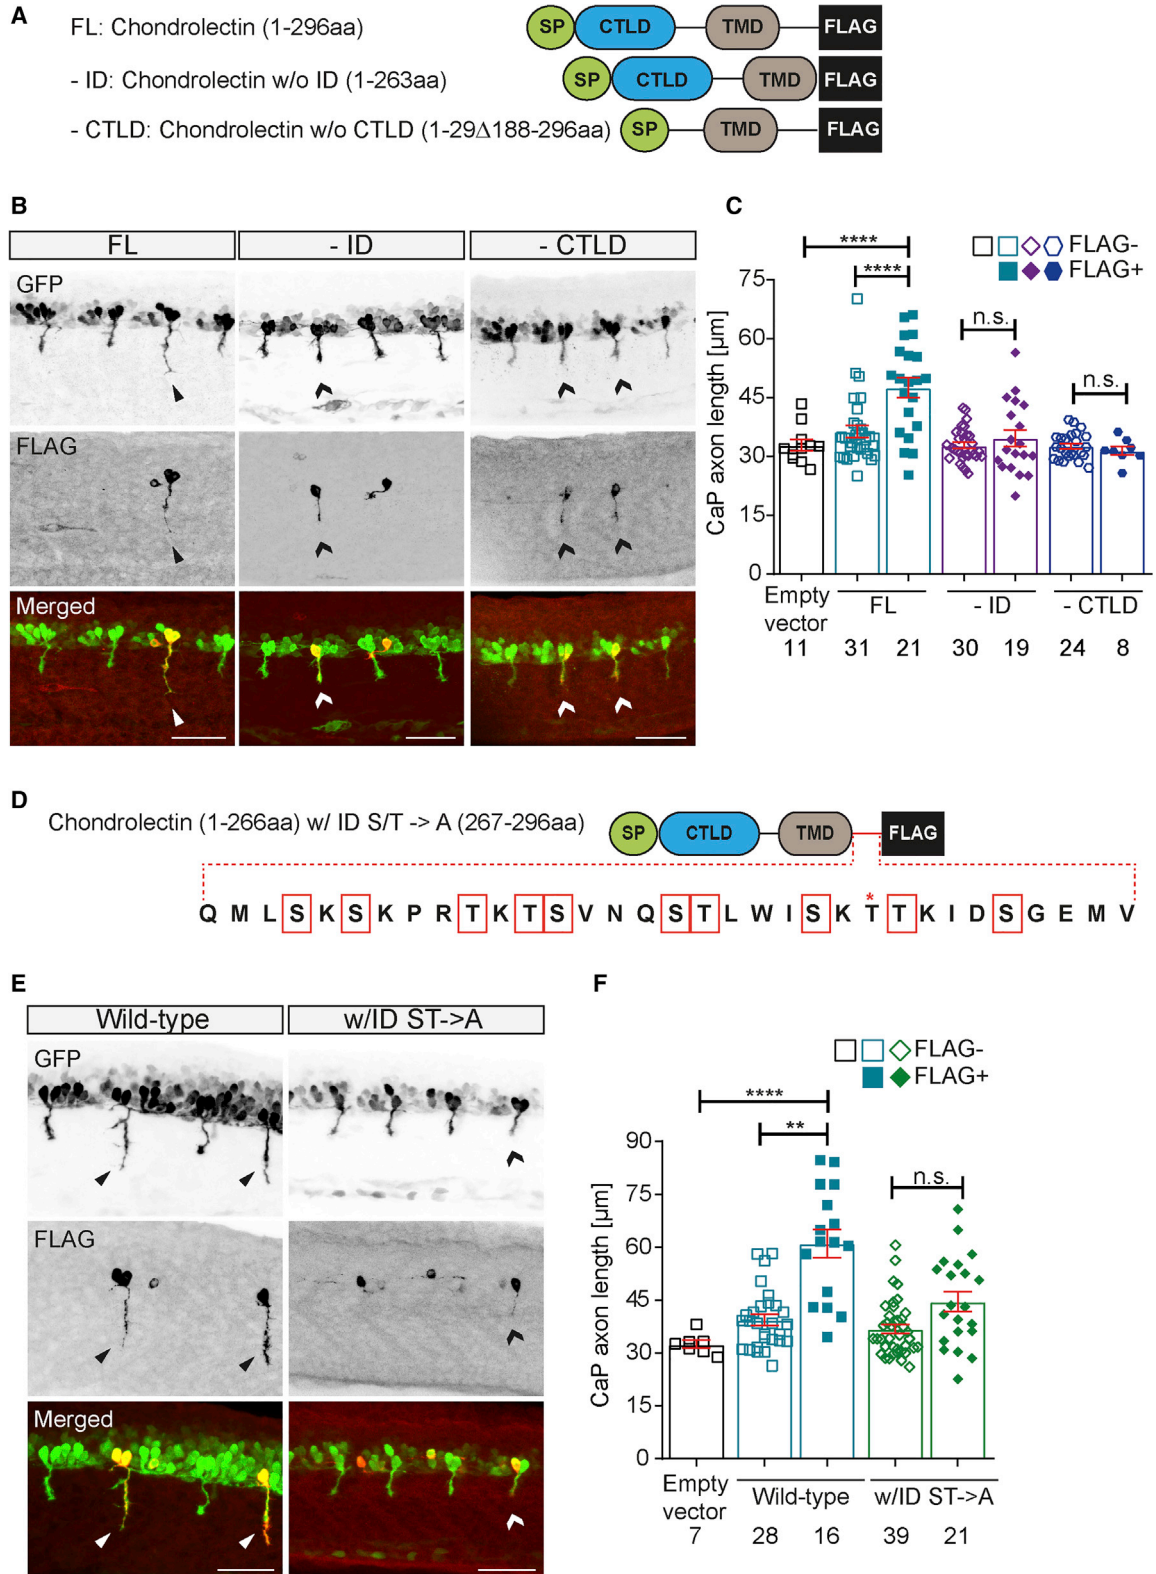 A
FL: Chondrolectin (1-296aa)
SP CTLD TMD FLAG
- ID: Chondrolectin w/o ID (1-263aa)
SP CTLD TMD FLAG
- CTLD: Chondrolectin w/o CTLD (1-29Δ188-296aa)
SP TMD FLAG
B
FL - ID - CTLD
GFP
FLAG
Merged
C
FLAG-
FLAG+
****
****
n.s.
n.s.
CaP axon length [µm]
75
60
45
30
15
0
Empty vector FL - ID - CTLD
11 31 21 30 19 24 8
D
Chondrolectin (1-266aa) w/ ID S/T -> A (267-296aa)
SP CTLD TMD FLAG
*
Q M L S K S K P R T K T S V N Q S T L W I S K T T K I D S G E M V
E
Wild-type w/ID ST->A
GFP
FLAG
Merged
F
FLAG-
FLAG+
****
**
n.s.
CaP axon length [µm]
90
75
60
45
30
15
0
Empty vector Wild-type w/ID ST->A
7 28 16 39 21